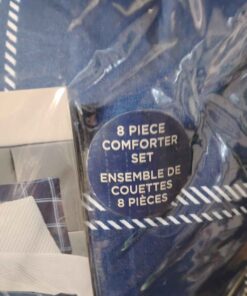 8 PIECE
COMFORTER
SET
ENSEMBLE DE
COUETTES
8 PIÈCES